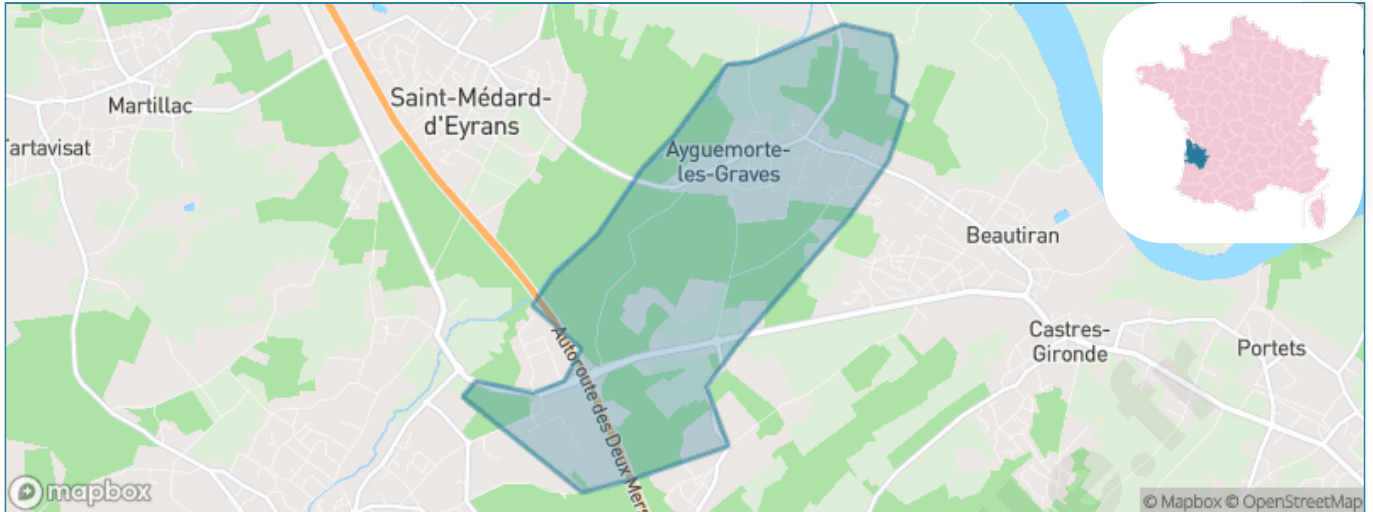 Martillac
Tartavisat
Saint-Médard-
d'Eyrans
Ayguemorte-
les-Graves
Beautiran
Castres-
Gironde
Portets
Autoroute des Deux Mers
mapbox
© Mapbox © OpenStreetMap